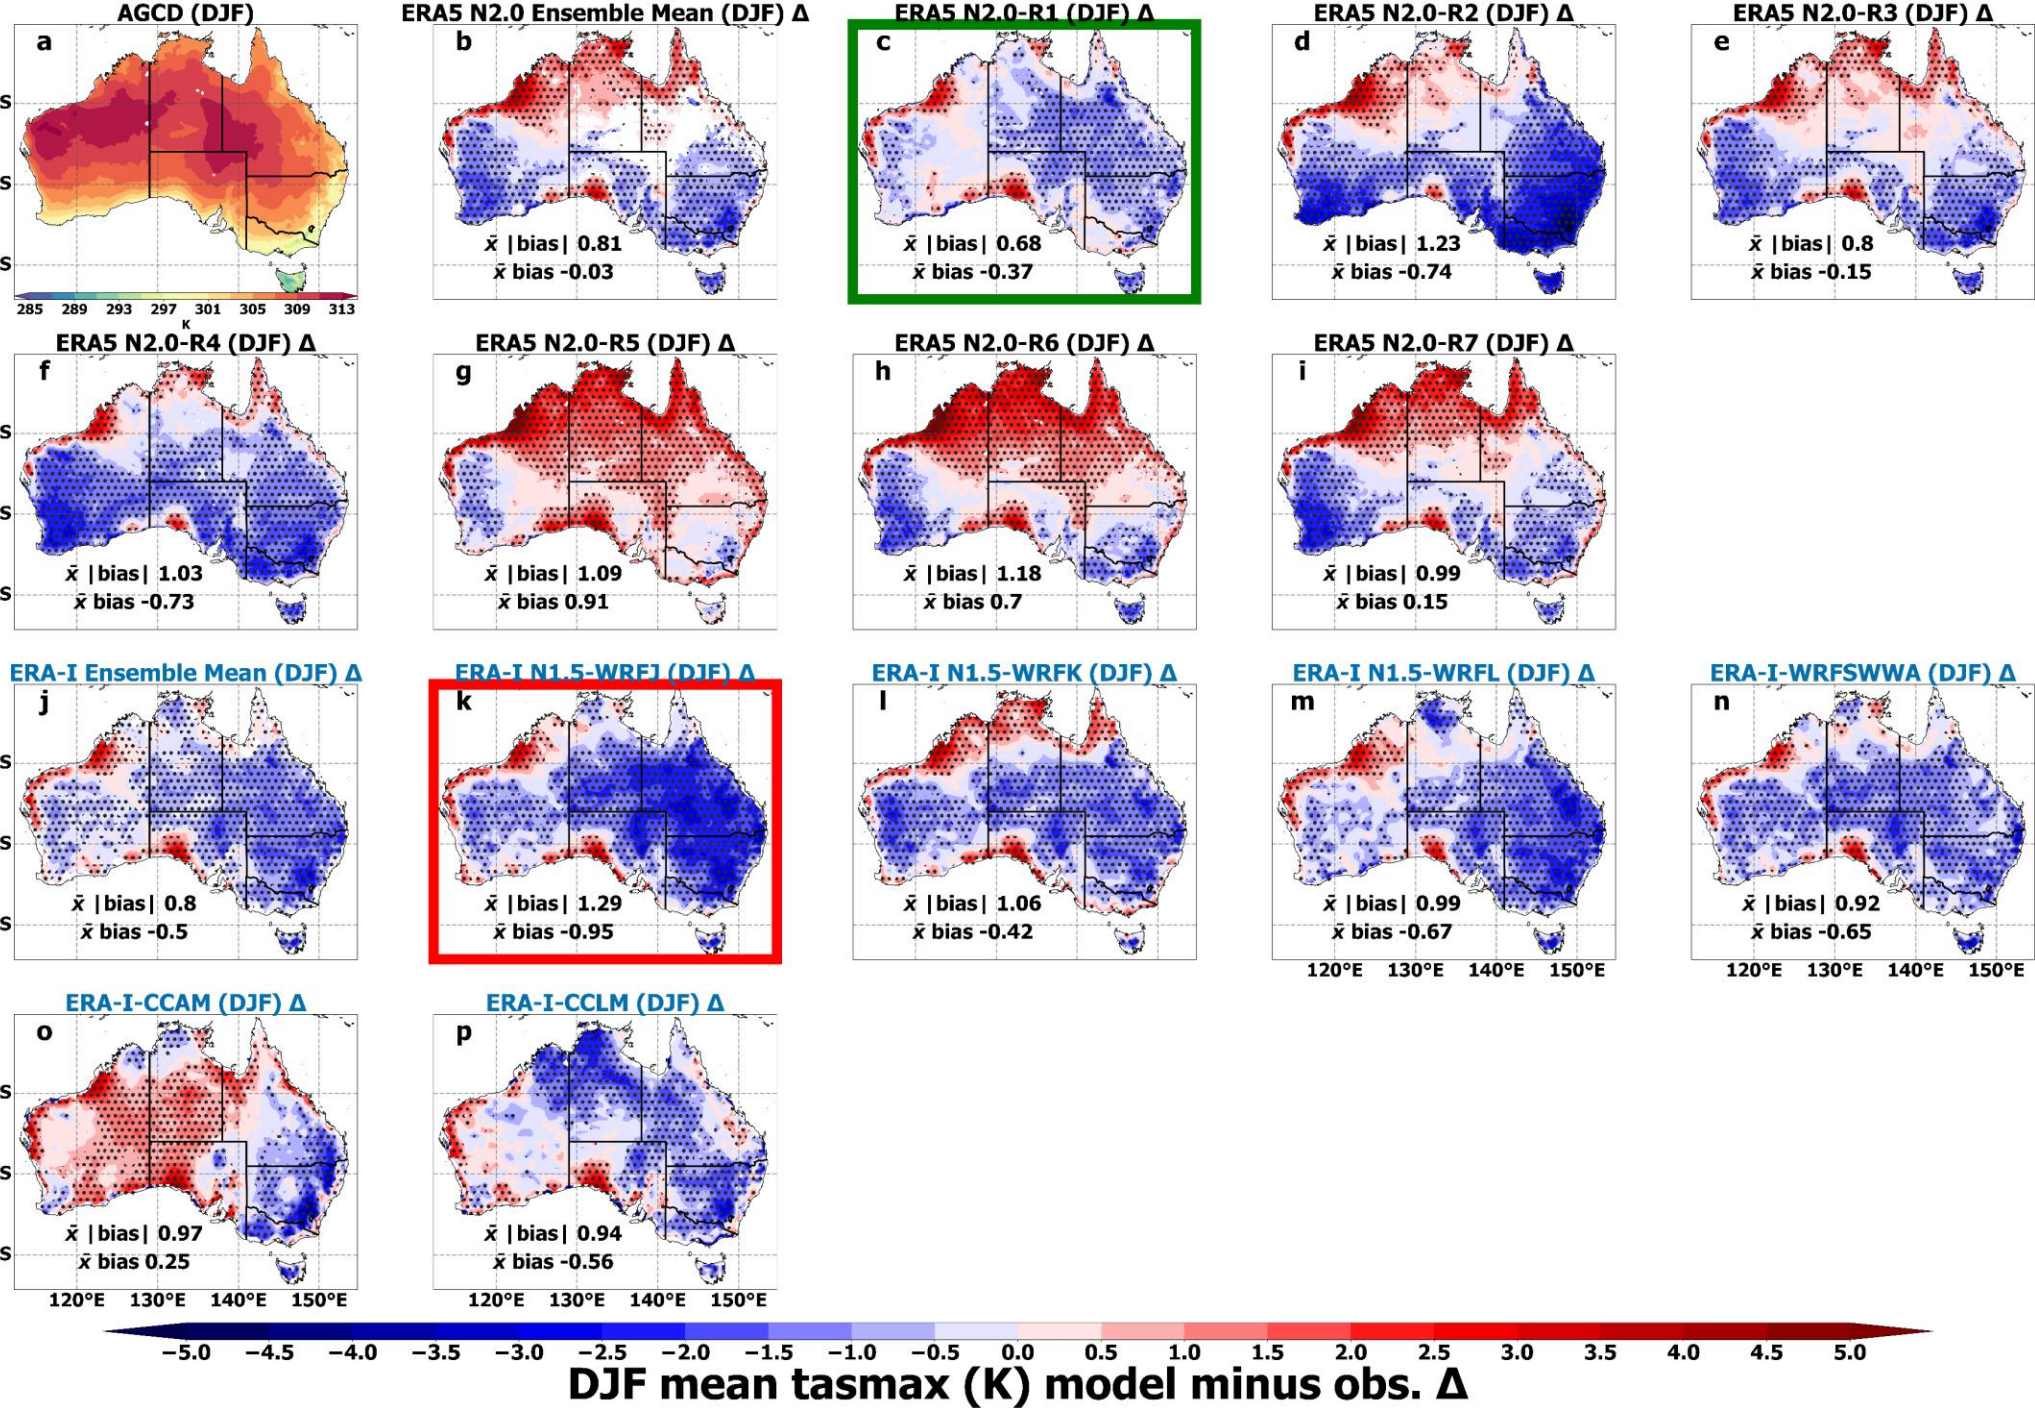 AGCD (DJF)
ERA5 N2.0 Ensemble Mean (DJF) Δ
ERA5 N2.0-R1 (DJF) Δ
ERA5 N2.0-R2 (DJF) Δ
ERA5 N2.0-R3 (DJF) Δ
a
b
c
d
e
S
S
S
x̄ |bias| 0.81
x̄ bias -0.03
x̄ |bias| 0.68
x̄ bias -0.37
x̄ |bias| 1.23
x̄ bias -0.74
x̄ |bias| 0.8
x̄ bias -0.15
285 289 293 297 301 305 309 313
K
ERA5 N2.0-R4 (DJF) Δ
ERA5 N2.0-R5 (DJF) Δ
ERA5 N2.0-R6 (DJF) Δ
ERA5 N2.0-R7 (DJF) Δ
f
g
h
i
S
S
S
x̄ |bias| 1.03
x̄ bias -0.73
x̄ |bias| 1.09
x̄ bias 0.91
x̄ |bias| 1.18
x̄ bias 0.7
x̄ |bias| 0.99
x̄ bias 0.15
ERA-I Ensemble Mean (DJF) Δ
ERA-I N1.5-WRFJ (DJF) Δ
ERA-I N1.5-WRFK (DJF) Δ
ERA-I N1.5-WRFL (DJF) Δ
ERA-I-WRFSWWA (DJF) Δ
j
k
l
m
n
S
S
S
x̄ |bias| 0.8
x̄ bias -0.5
x̄ |bias| 1.29
x̄ bias -0.95
x̄ |bias| 1.06
x̄ bias -0.42
x̄ |bias| 0.99
x̄ bias -0.67
x̄ |bias| 0.92
x̄ bias -0.65
120°E 130°E 140°E 150°E
120°E 130°E 140°E 150°E
ERA-I-CCAM (DJF) Δ
ERA-I-CCLM (DJF) Δ
o
p
S
S
S
x̄ |bias| 0.97
x̄ bias 0.25
x̄ |bias| 0.94
x̄ bias -0.56
120°E 130°E 140°E 150°E
120°E 130°E 140°E 150°E
−5.0 −4.5 −4.0 −3.5 −3.0 −2.5 −2.0 −1.5 −1.0 −0.5 0.0 0.5 1.0 1.5 2.0 2.5 3.0 3.5 4.0 4.5 5.0
DJF mean tasmax (K) model minus obs. Δ